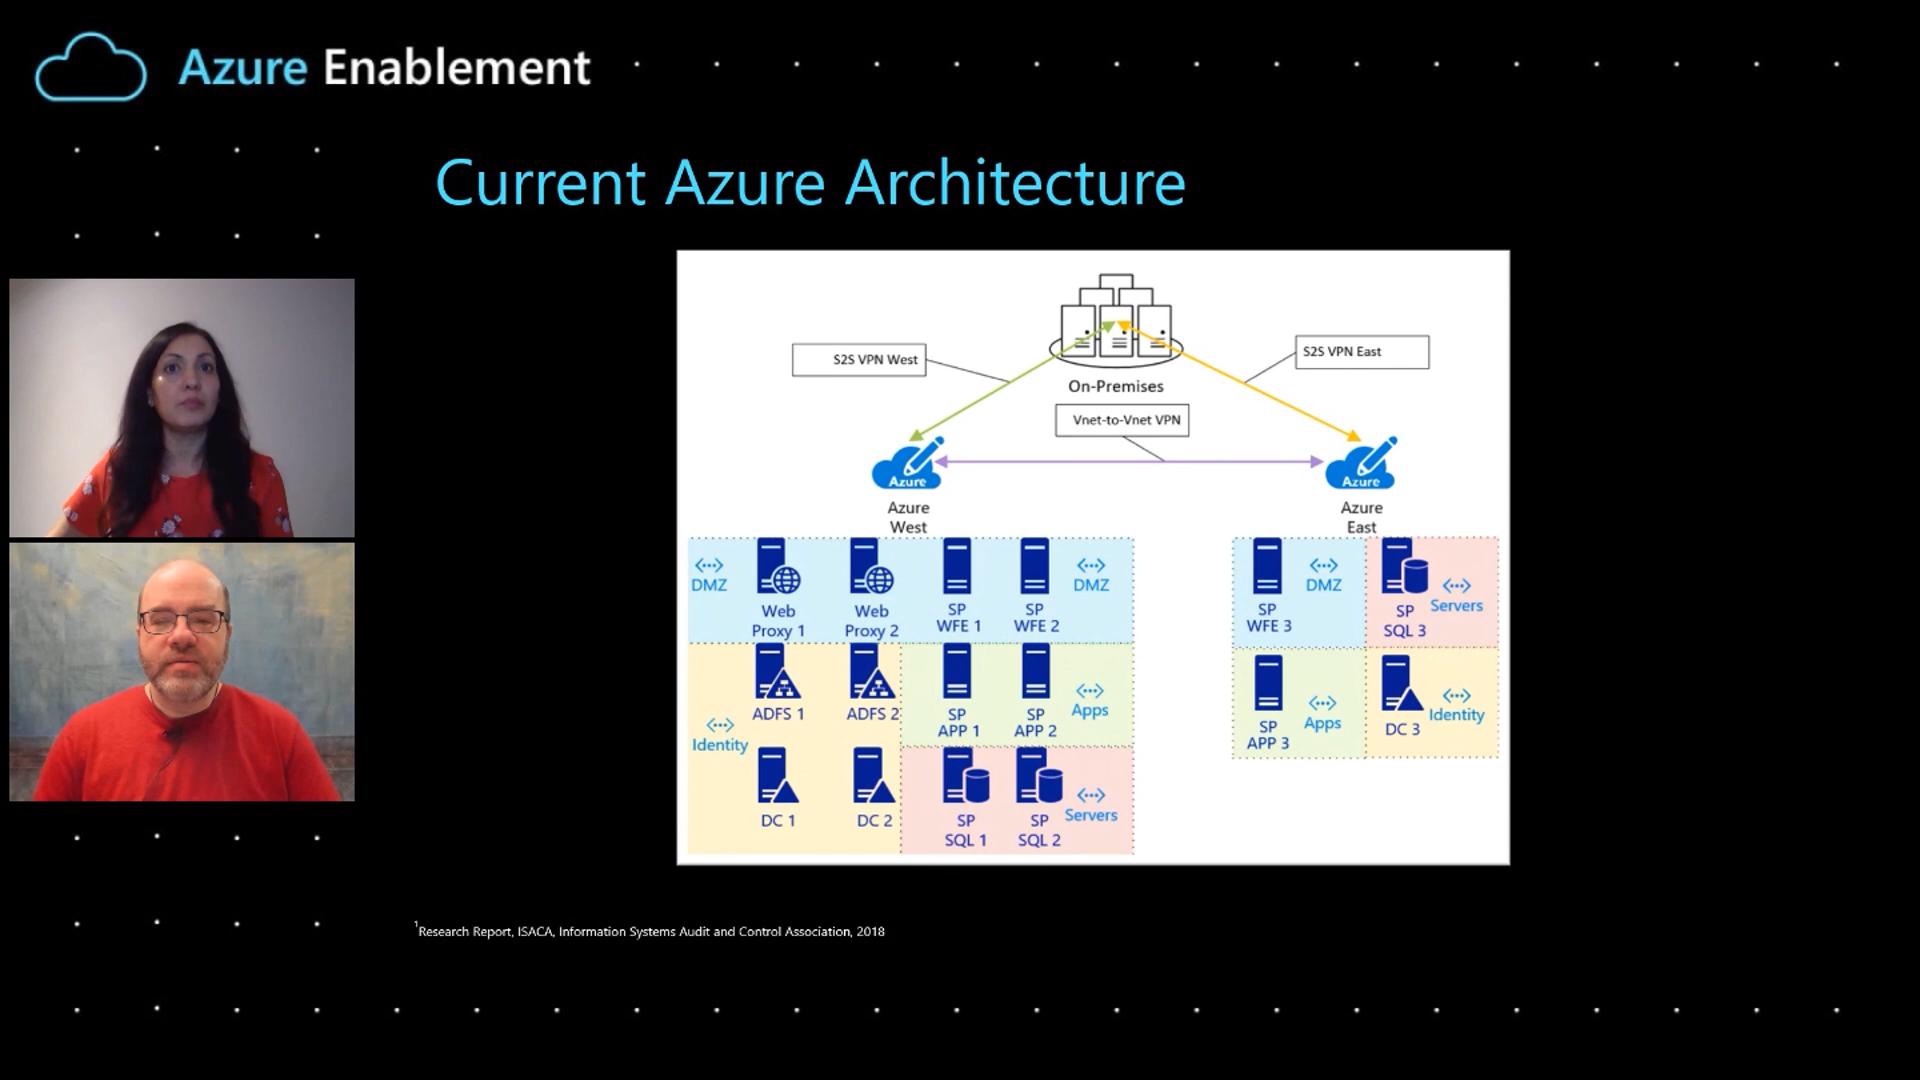 Azure Enablement
Current Azure Architecture
S2S VPN West
S2S VPN East
On-Premises
Vnet-to-Vnet VPN
Azure
Azure
Azure
West
Azure
East
DMZ
Web
Proxy 1
Web
Proxy 2
SP
WFE 1
SP
WFE 2
DMZ
SP
WFE 3
DMZ
SP
SQL 3
Servers
Identity
ADFS 1
ADFS 2
SP
APP 1
SP
APP 2
Apps
SP
APP 3
Apps
DC 3
Identity
DC 1
DC 2
SP
SQL 1
SP
SQL 2
Servers
1Research Report, ISACA, Information Systems Audit and Control Association, 2018